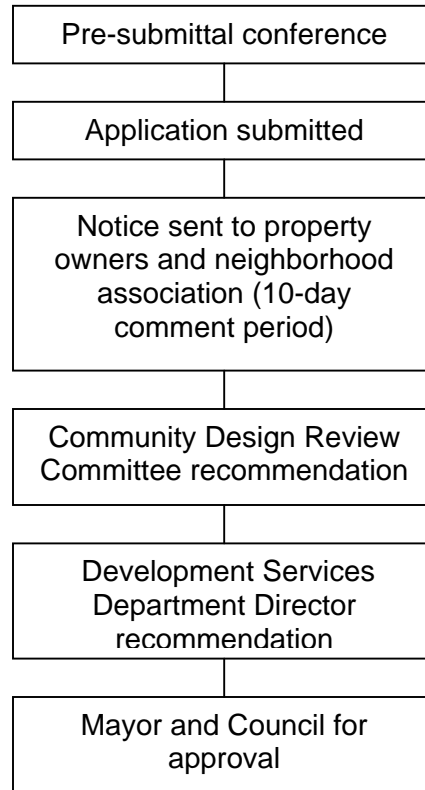 Pre-submittal conference
Application submitted
Notice sent to property
owners and neighborhood
association (10-day
comment period)
Community Design Review
Committee recommendation
Development Services
Department Director
recommendation
Mayor and Council for
approval